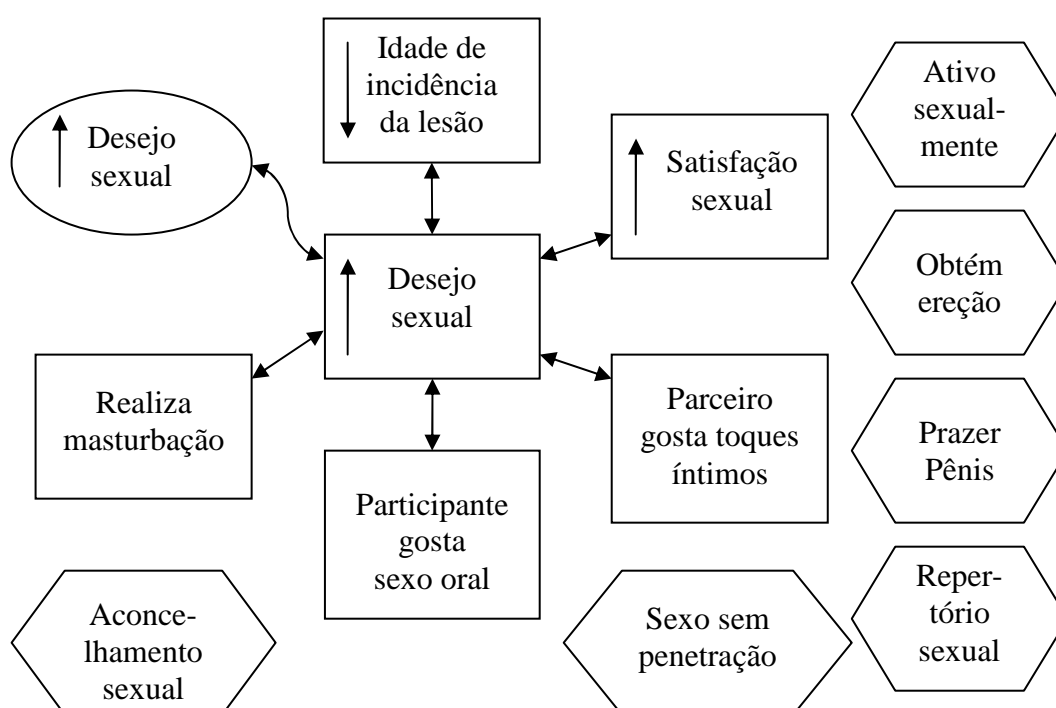 Idade de
incidência
da lesão
Ativo
sexual-
mente
Desejo
sexual
Satisfação
sexual
Obtém
ereção
Desejo
sexual
Realiza
masturbação
Parceiro
gosta toques
íntimos
Prazer
Pênis
Participante
gosta
sexo oral
Aconce-
lhamento
sexual
Sexo sem
penetração
Reper-
tório
sexual